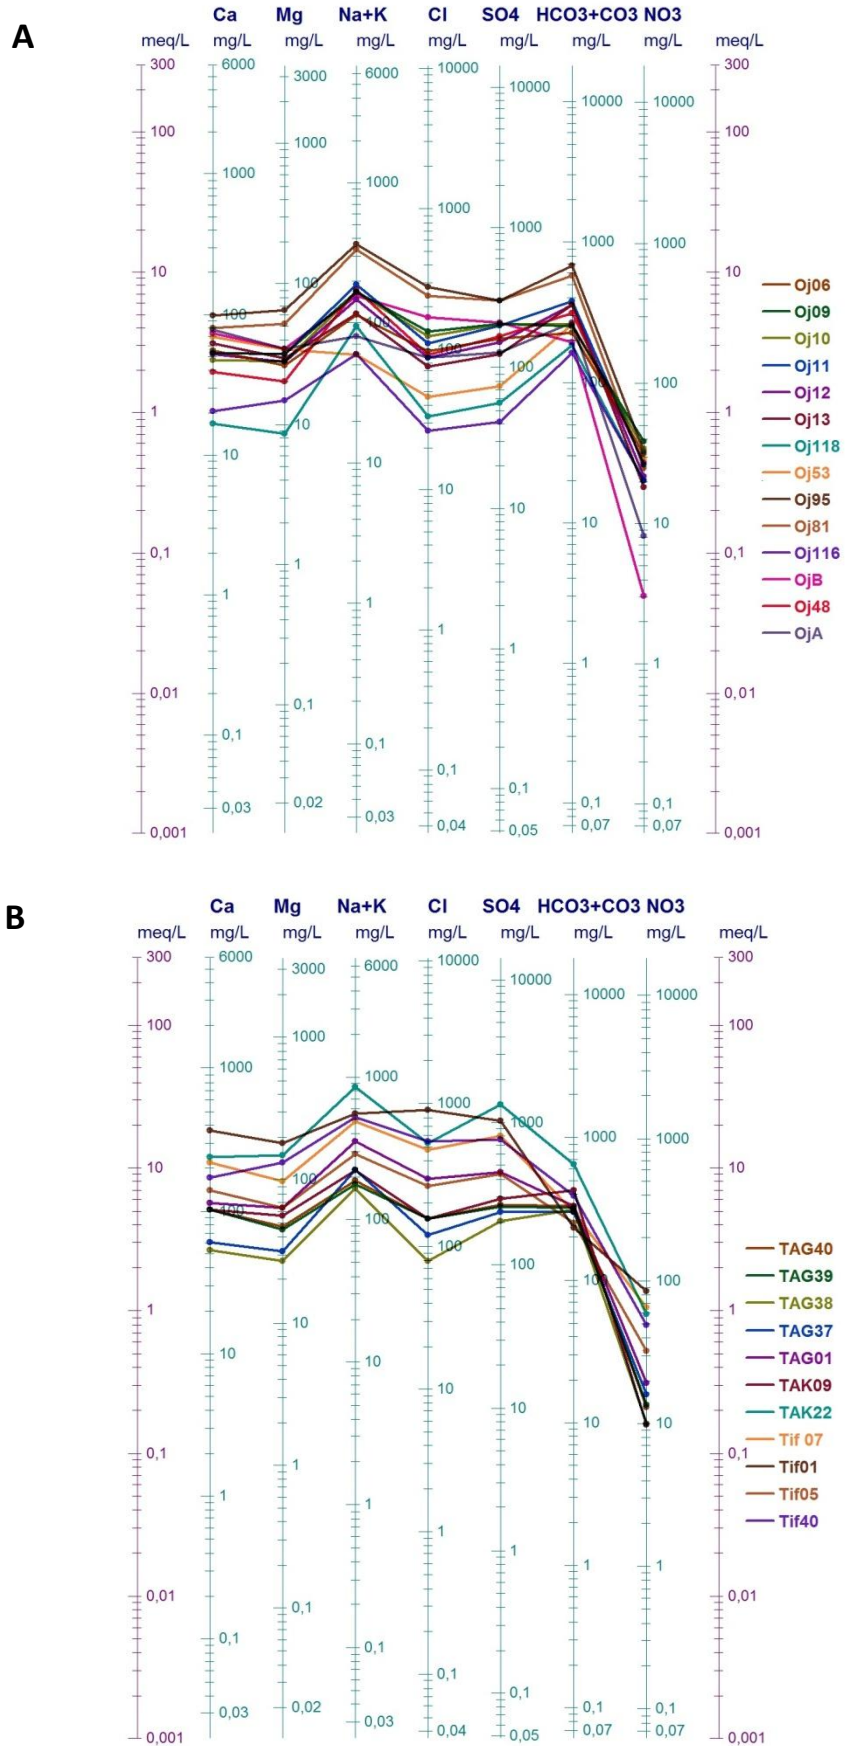 A
Ca Mg Na+K Cl SO4 HCO3+CO3 NO3
meq/L mg/L mg/L mg/L mg/L mg/L mg/L mg/L meq/L
300 6000 3000 6000 10000 10000 10000 10000 300
100 1000 1000 1000 1000 1000 1000 1000 100
10 100 100 100 100 100 100 100 10
1 10 10 10 10 10 10 10 1
0,1 1 1 1 1 1 1 1 0,1
0,01 0,1 0,1 0,1 0,1 0,1 0,1 0,1 0,01
0,001 0,03 0,02 0,03 0,04 0,05 0,07 0,07 0,001
Oj06
Oj09
Oj10
Oj11
Oj12
Oj13
Oj118
Oj53
Oj95
Oj81
Oj116
OjB
Oj48
OjA
B
Ca Mg Na+K Cl SO4 HCO3+CO3 NO3
meq/L mg/L mg/L mg/L mg/L mg/L mg/L mg/L meq/L
300 6000 3000 6000 10000 10000 10000 10000 300
100 1000 1000 1000 1000 1000 1000 1000 100
10 100 100 100 100 100 100 100 10
1 10 10 10 10 10 10 10 1
0,1 1 1 1 1 1 1 1 0,1
0,01 0,1 0,1 0,1 0,1 0,1 0,1 0,1 0,01
0,001 0,03 0,02 0,03 0,04 0,05 0,07 0,07 0,001
TAG40
TAG39
TAG38
TAG37
TAG01
TAK09
TAK22
Tif 07
Tif01
Tif05
Tif40